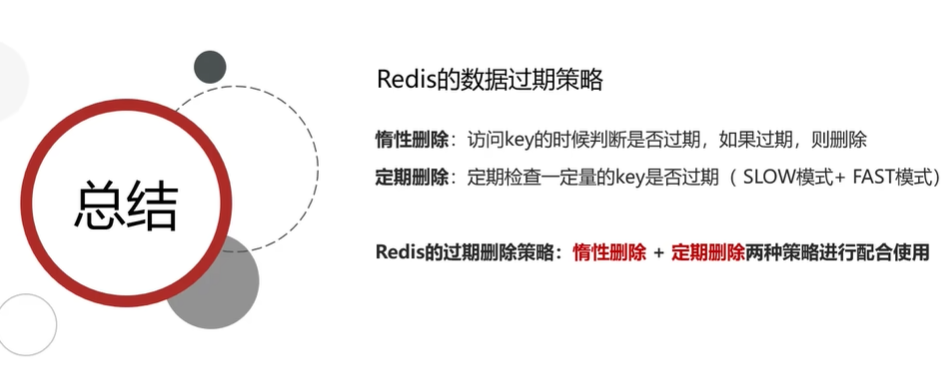 总结
Redis的数据过期策略
惰性删除：访问key的时候判断是否过期，如果过期，则删除
定期删除：定期检查一定量的key是否过期（ SLOW模式+ FAST模式）
Redis的过期删除策略：惰性删除 + 定期删除两种策略进行配合使用